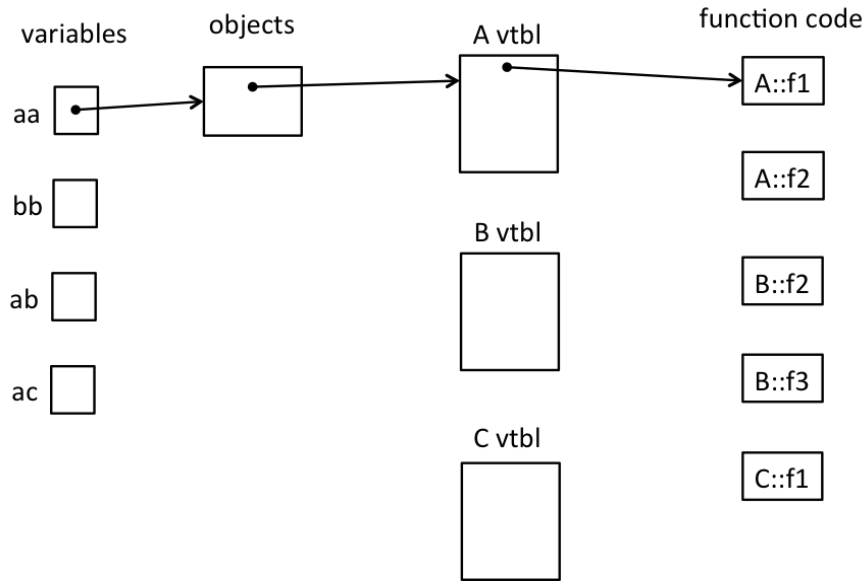 variables
objects
A vtbl
function code
aa
A::f1
A::f2
bb
B vtbl
ab
B::f2
ac
B::f3
C vtbl
C::f1